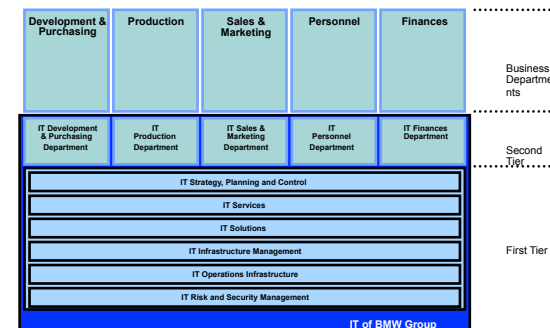 Development &
Purchasing
Production
Sales &
Marketing
Personnel
Finances
Business
Departme
nts
IT Development
& Purchasing
Department
IT
Production
Department
IT Sales &
Marketing
Department
IT
Personnel
Department
IT Finances
Department
Second
Tier
IT Strategy, Planning and Control
IT Services
IT Solutions
IT Infrastructure Management
IT Operations Infrastructure
IT Risk and Security Management
First Tier
IT of BMW Group